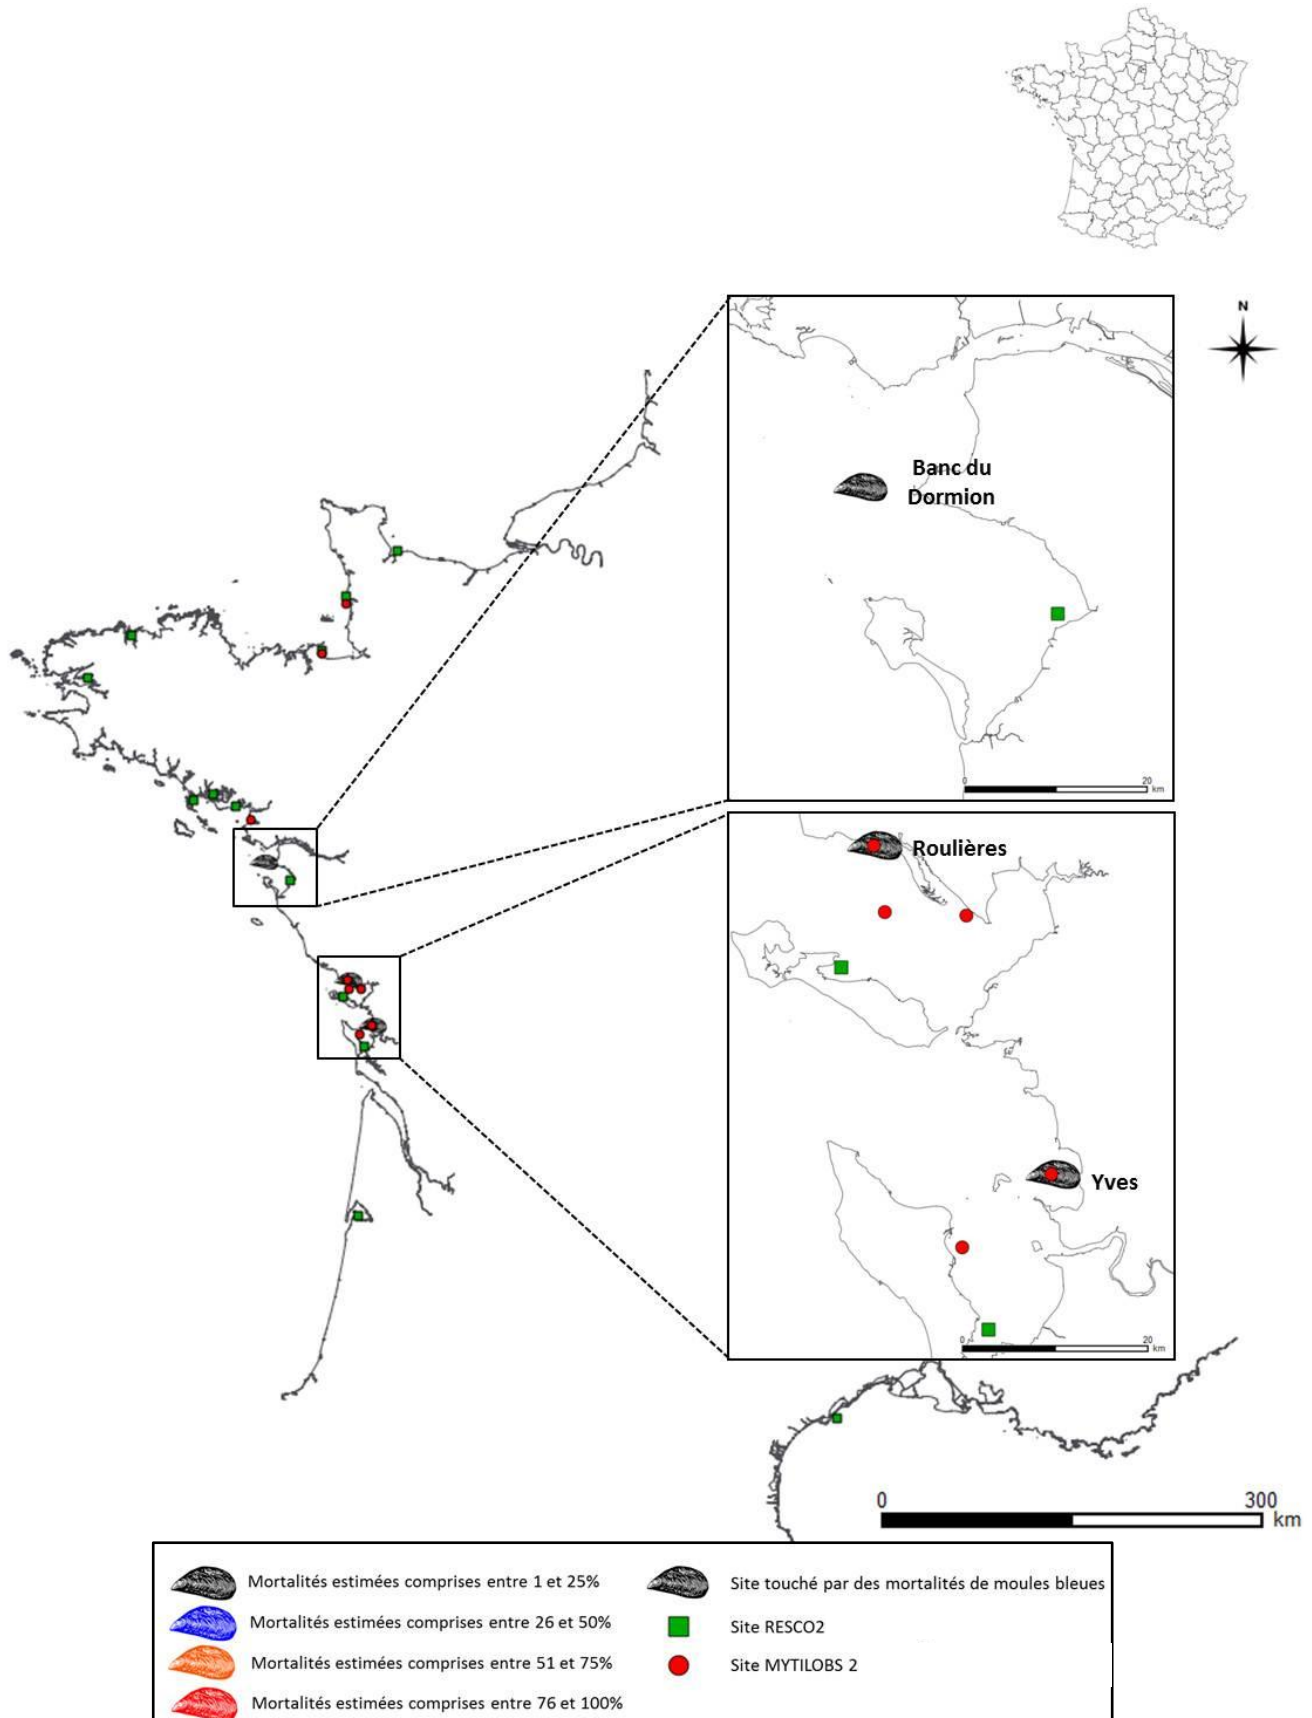 N
Banc du
Dormion
0 20
km
Roulières
Yves
0 20
km
0 300
km
Mortalités estimées comprises entre 1 et 25%
Mortalités estimées comprises entre 26 et 50%
Mortalités estimées comprises entre 51 et 75%
Mortalités estimées comprises entre 76 et 100%
Site touché par des mortalités de moules bleues
Site RESCO2
Site MYTILOBS 2